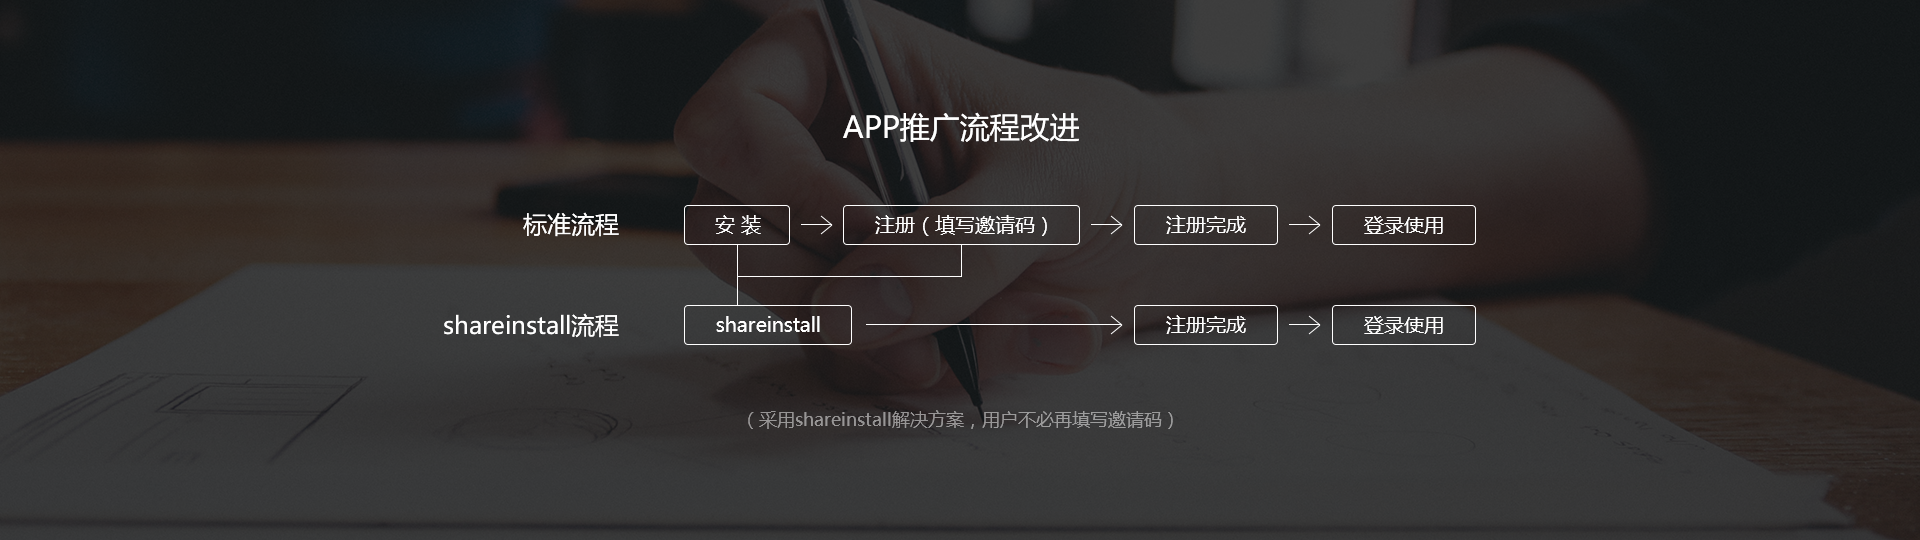 APP推广流程改进
标准流程 安 装 注册（填写邀请码） 注册完成 登录使用
shareinstall流程 shareinstall 注册完成 登录使用
（采用shareinstall解决方案，用户不必再填写邀请码）